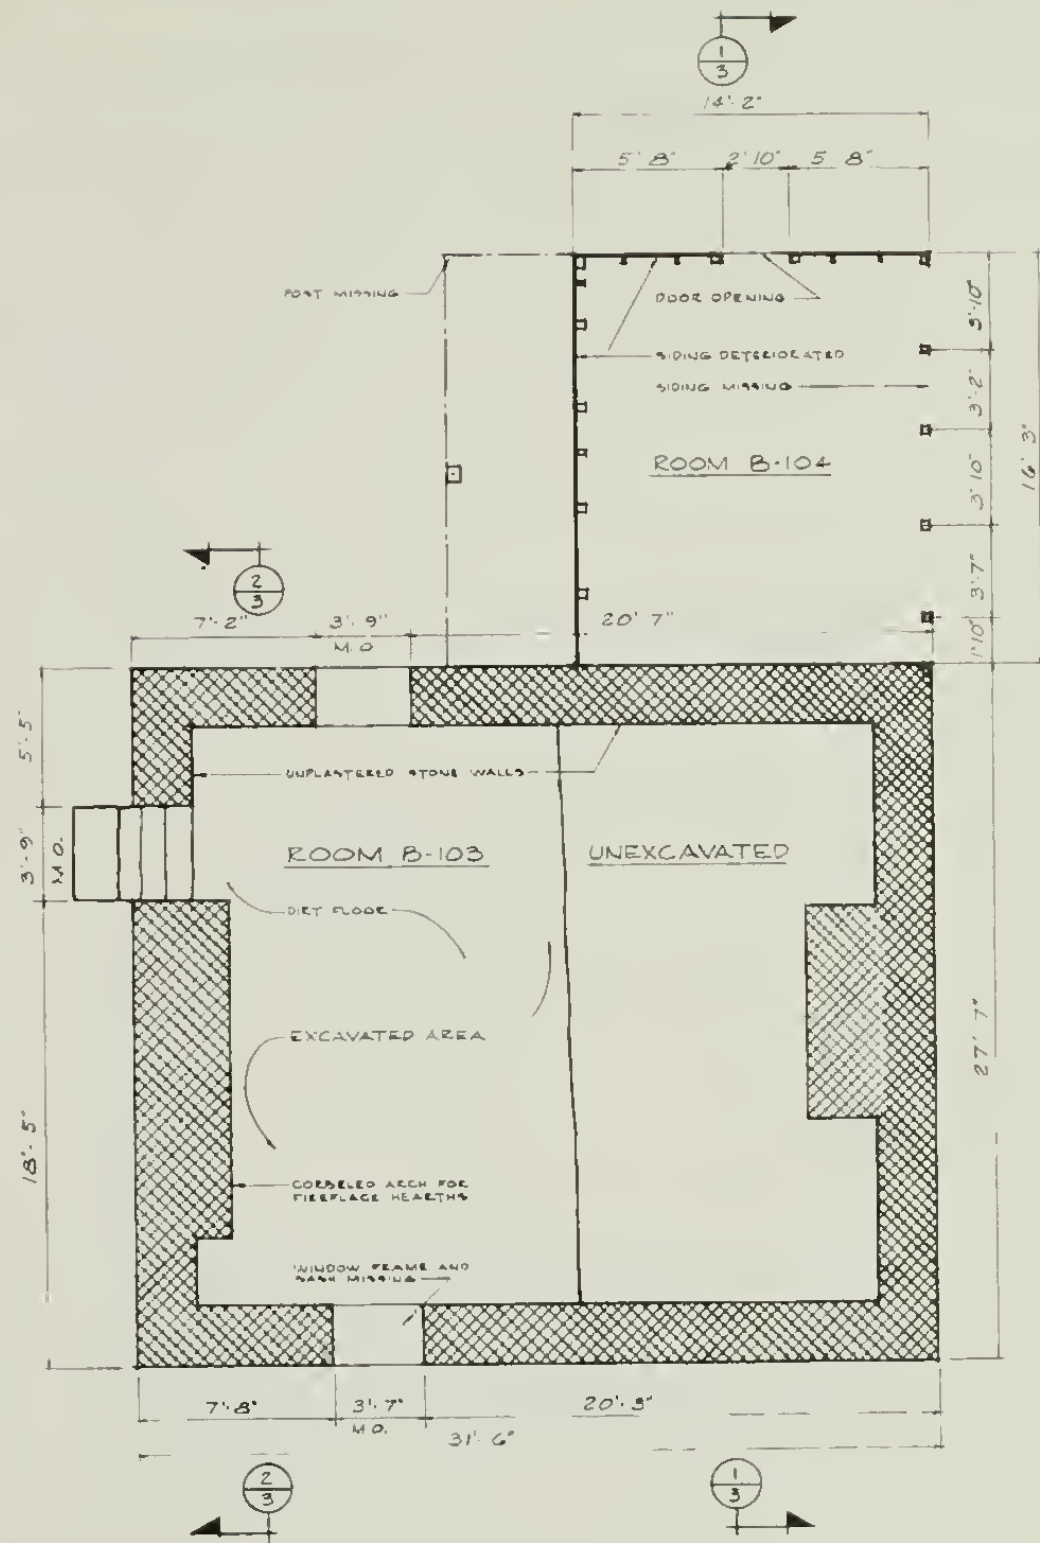 1
3
14'-2"
5'-8"
2'10"
5'-8"
POST MISSING
DOOR OPENING
3'-10"
SIDING DETERIORATED
SIDING MISSING
3'-2"
ROOM B-104
16'-3"
3'-10"
2
3
3'-7"
7'-2"
3'-9"
M.O.
20'-7"
1'10"
5'-5"
UNPLASTERED STONE WALLS
3'-9"
M.O.
ROOM B-103
UNEXCAVATED
DIRT FLOOR
EXCAVATED AREA
27'-7"
18'-5"
CORBELED ARCH FOR
FIREPLACE HEARTHS
WINDOW FRAME AND
SASH MISSING
7'-8"
3'-7"
M.O.
20'-3"
31'-6"
2
3
1
3